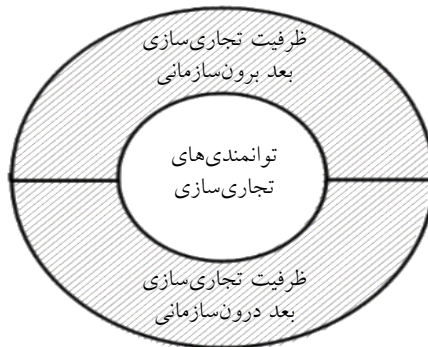 ظرفیت تجاری‌سازی
بعد برون‌سازمانی
توانمندی‌های
تجاری‌سازی
ظرفیت تجاری‌سازی
بعد درون‌سازمانی